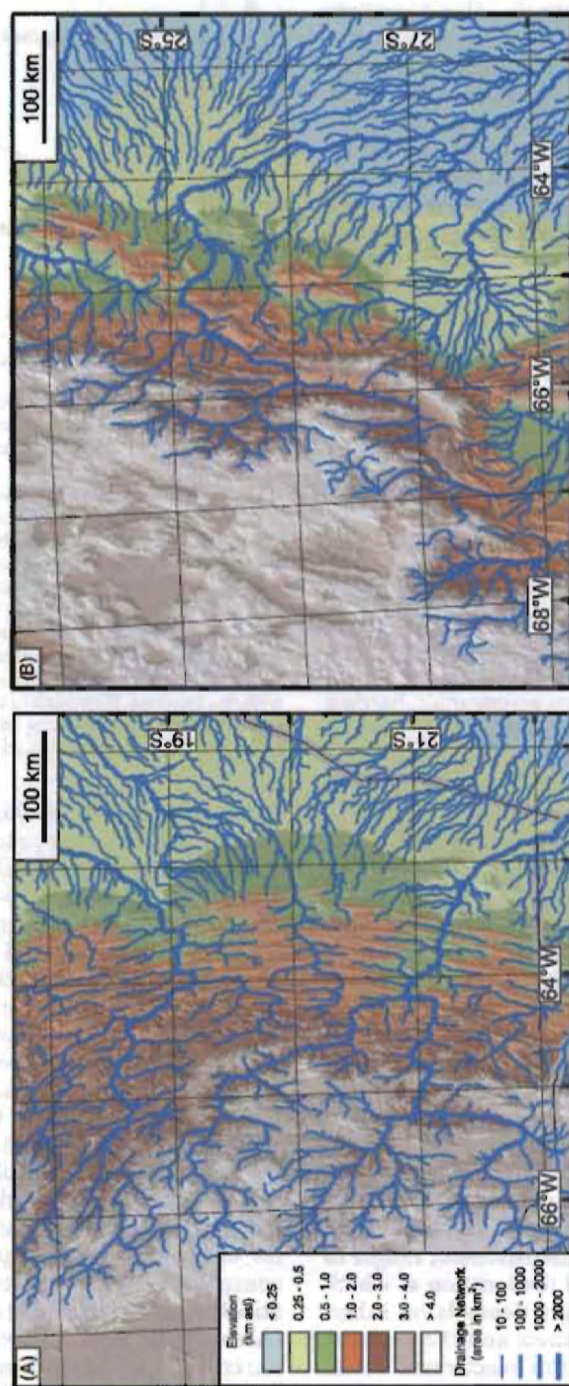 (A)
100 km
19°S
21°S
66°W
64°W
Elevation
(km asl)
< 0.25
0.25 - 0.5
0.5 - 1.0
1.0 - 2.0
2.0 - 3.0
3.0 - 4.0
> 4.0
Drainage Network
(area in km²)
10 - 100
100 - 1000
1000 - 2000
> 2000
(B)
100 km
25°S
27°S
68°W
66°W
64°W